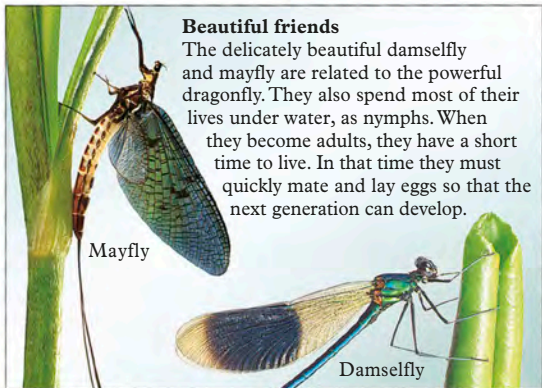 Beautiful friends
The delicately beautiful damselfly
and mayfly are related to the powerful
dragonfly. They also spend most of their
lives under water, as nymphs. When
they become adults, they have a short
time to live. In that time they must
quickly mate and lay eggs so that the
next generation can develop.
Mayfly
Damselfly